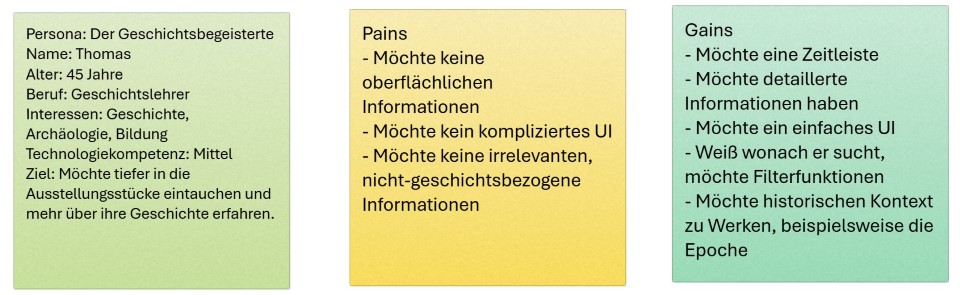 Persona: Der Geschichtsbegeisterte
Name: Thomas
Alter: 45 Jahre
Beruf: Geschichtslehrer
Interessen: Geschichte,
Archäologie, Bildung
Technologiekompetenz: Mittel
Ziel: Möchte tiefer in die
Ausstellungsstücke eintauchen und
mehr über ihre Geschichte erfahren.
Pains
- Möchte keine
oberflächlichen
Informationen
- Möchte kein kompliziertes UI
- Möchte keine irrelevanten,
nicht-geschichtsbezogene
Informationen
Gains
- Möchte eine Zeitleiste
- Möchte detaillerte
Informationen haben
- Möchte ein einfaches UI
- Weiß wonach er sucht,
möchte Filterfunktionen
- Möchte historischen Kontext
zu Werken, beispielsweise die
Epoche